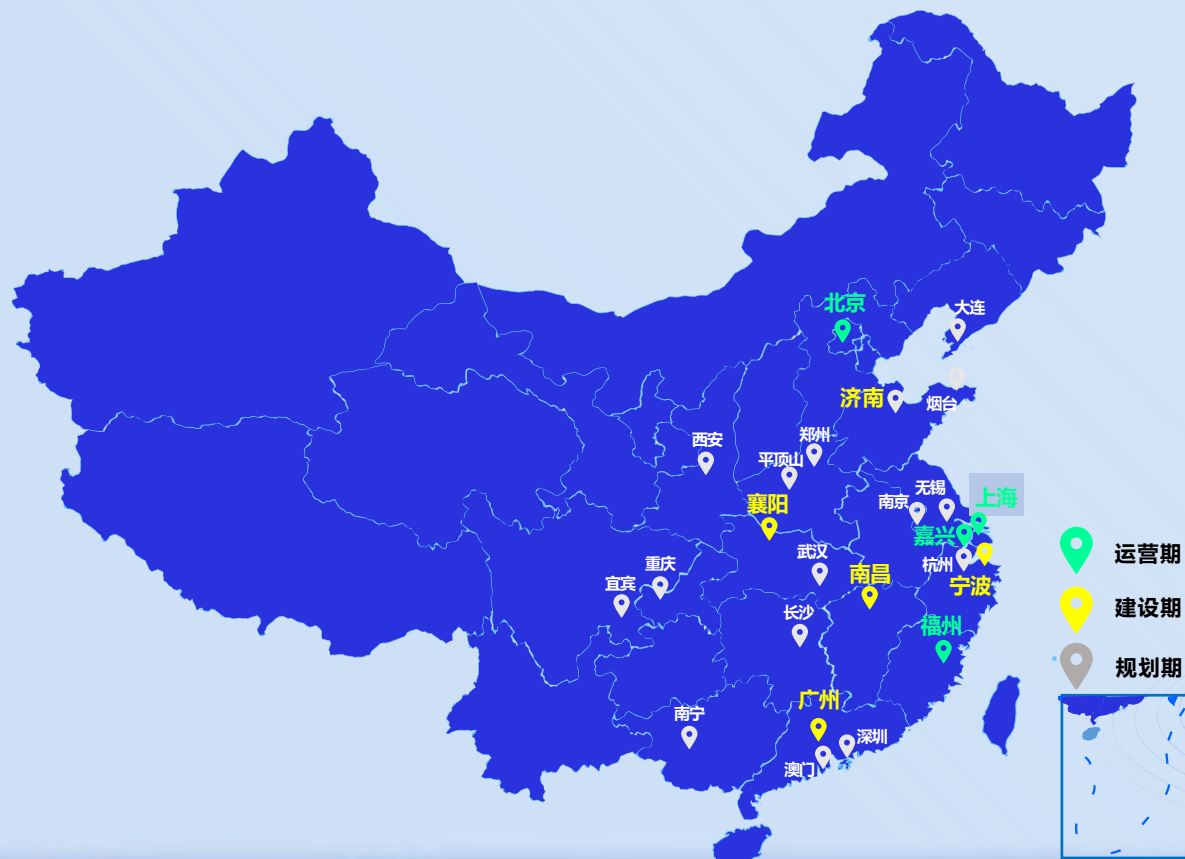 北京
大连
济南
烟台
郑州
西安
平顶山
无锡
上海
南京
襄阳
嘉兴
武汉
杭州
运营期
重庆
南昌
宁波
宜宾
建设期
长沙
福州
规划期
广州
南宁
深圳
澳门